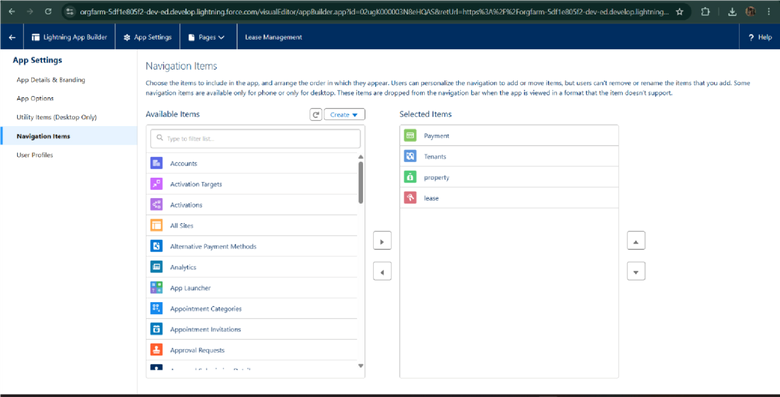 orgfarm-5df1e805f2-dev-ed.develop.lightning.force.com/visualEditor/appBuilder.app?id=02ugK000003N8eHQAS&retUrl=https%3A%2F%2Forgfarm-5df1e805f2-dev-ed.develop.lightning....
Lightning App Builder App Settings Pages Lease Management ? Help
App Settings
App Details & Branding
App Options
Utility Items (Desktop Only)
Navigation Items
User Profiles
Navigation Items
Choose the items to include in the app, and arrange the order in which they appear. Users can personalize the navigation to add or move items, but users can't remove or rename the items that you add. Some
navigation items are available only for phone or only for desktop. These items are dropped from the navigation bar when the app is viewed in a format that the item doesn't support.
Available Items Create
Type to filter list...
Accounts
Activation Targets
Activations
All Sites
Alternative Payment Methods
Analytics
App Launcher
Appointment Categories
Appointment Invitations
Approval Requests
Selected Items
Payment
Tenants
property
lease